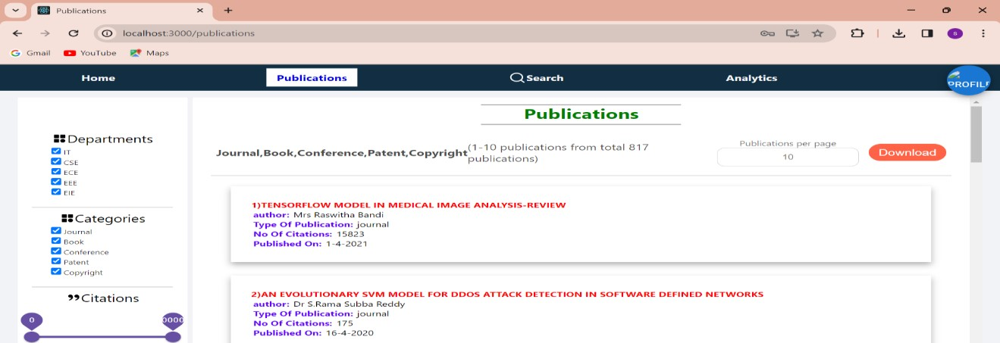 Publications
localhost:3000/publications
Gmail YouTube Maps
Home Publications Search Analytics PROFILE
Publications
Departments
IT
CSE
ECE
EEE
EIE
Categories
Journal
Book
Conference
Patent
Copyright
Citations
0 0000
Journal,Book,Conference,Patent,Copyright(1-10 publications from total 817
publications)
Publications per page
10
Download
1)TENSORFLOW MODEL IN MEDICAL IMAGE ANALYSIS-REVIEW
author: Mrs Raswitha Bandi
Type Of Publication: journal
No Of Citations: 15823
Published On: 1-4-2021
2)AN EVOLUTIONARY SVM MODEL FOR DDOS ATTACK DETECTION IN SOFTWARE DEFINED NETWORKS
author: Dr S.Rama Subba Reddy
Type Of Publication: journal
No Of Citations: 175
Published On: 16-4-2020